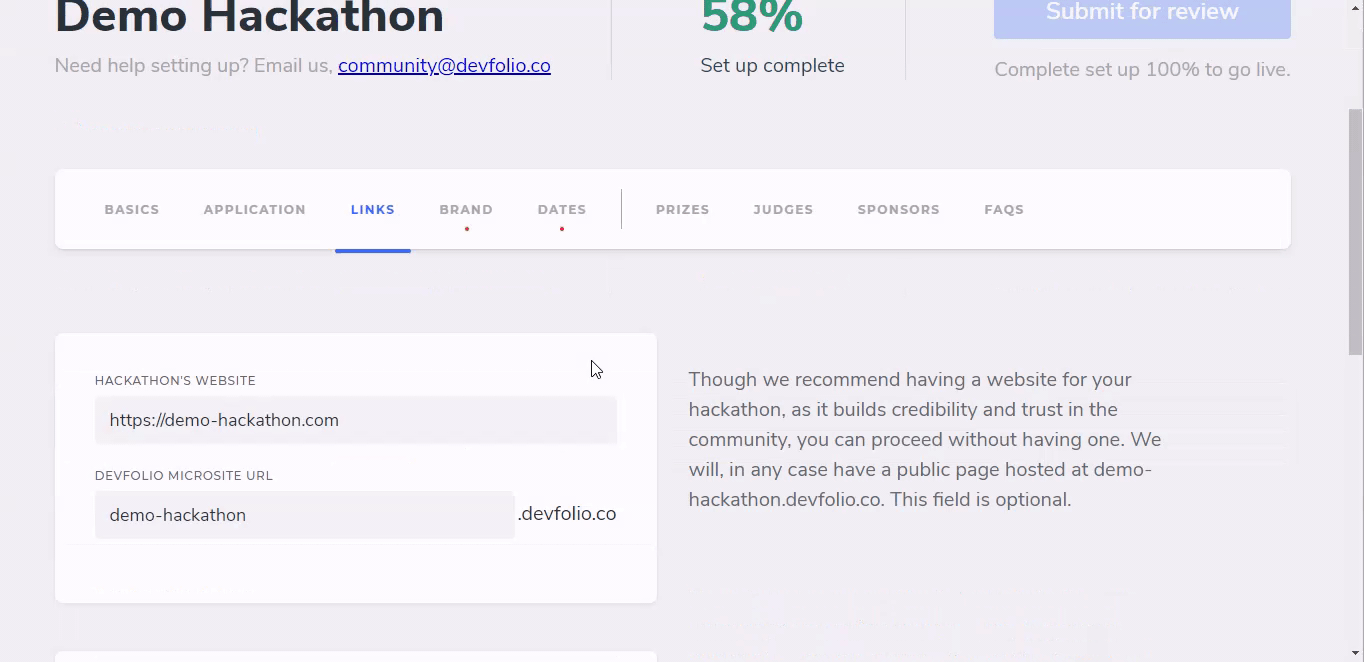 Demo Hackathon
Need help setting up? Email us, community@devfolio.co
58%
Set up complete
Submit for review
Complete set up 100% to go live.
BASICS APPLICATION LINKS BRAND DATES PRIZES JUDGES SPONSORS FAQS
HACKATHON'S WEBSITE
https://demo-hackathon.com
DEVFOLIO MICROSITE URL
demo-hackathon .devfolio.co
Though we recommend having a website for your
hackathon, as it builds credibility and trust in the
community, you can proceed without having one. We
will, in any case have a public page hosted at demo-
hackathon.devfolio.co. This field is optional.